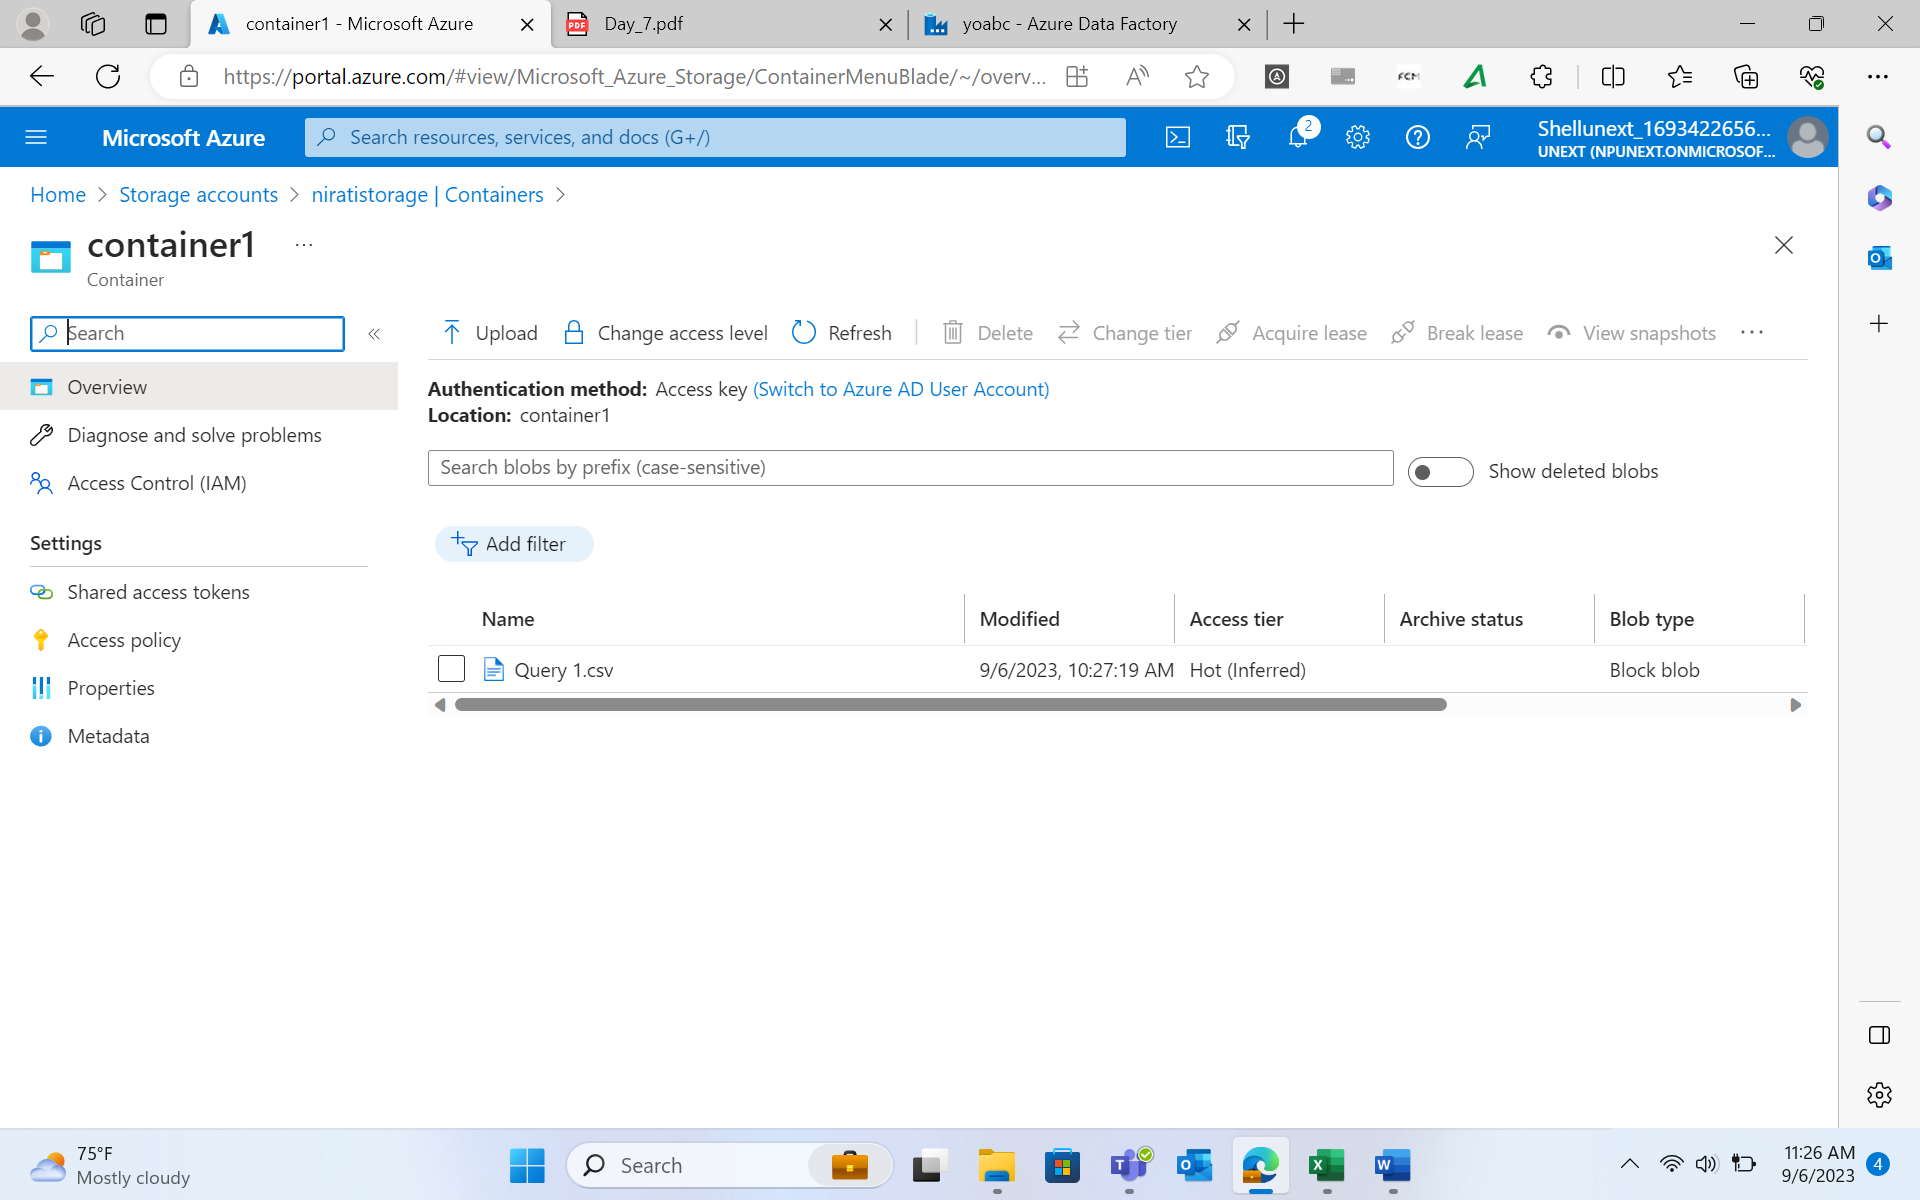 container1 - Microsoft Azure
Day_7.pdf
yoabc - Azure Data Factory
https://portal.azure.com/#view/Microsoft_Azure_Storage/ContainerMenuBlade/~/overv...
Microsoft Azure
Search resources, services, and docs (G+/)
2
Shellunext_1693422656...
UNEXT (NPUNEXT.ONMICROSOF...
Home > Storage accounts > niratistorage | Containers >
container1 ...
Container
Search
«
Upload
Change access level
Refresh
Delete
Change tier
Acquire lease
Break lease
View snapshots
...
Overview
Diagnose and solve problems
Access Control (IAM)
Settings
Shared access tokens
Access policy
Properties
Metadata
Authentication method: Access key (Switch to Azure AD User Account)
Location: container1
Search blobs by prefix (case-sensitive)
Show deleted blobs
Add filter
Name Modified Access tier Archive status Blob type
Query 1.csv 9/6/2023, 10:27:19 AM Hot (Inferred) Block blob
75°F
Mostly cloudy
Search
11:26 AM
9/6/2023
4